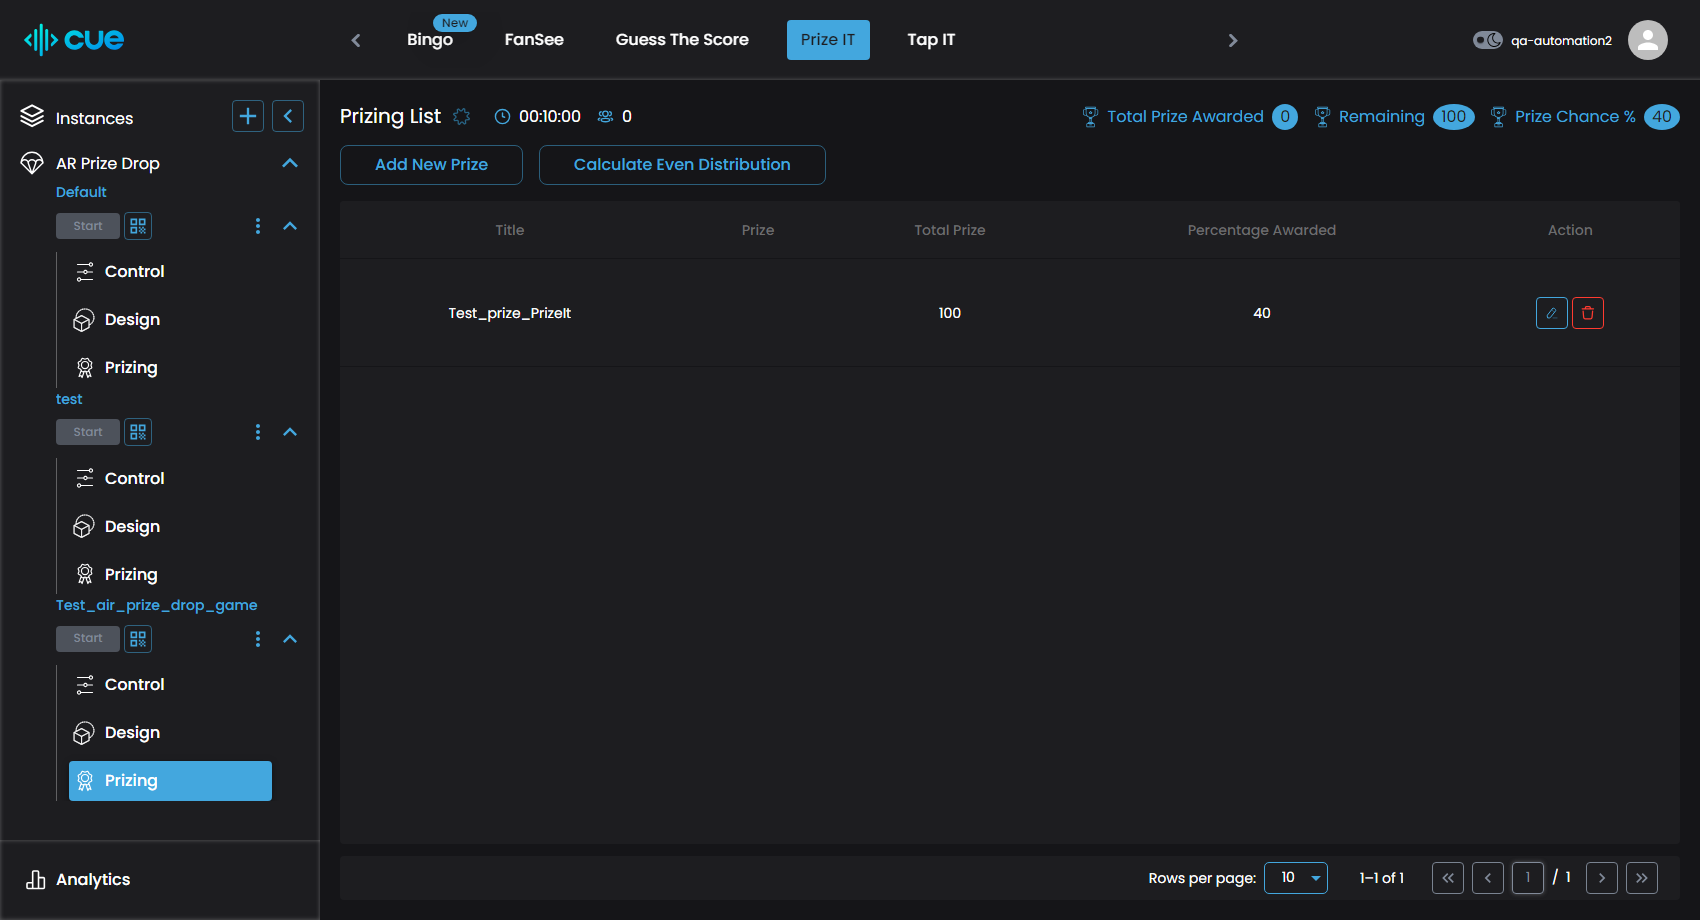 cue
Bingo
New
FanSee
Guess The Score
Prize IT
Tap IT
qa-automation2
Instances
AR Prize Drop
Default
Start
Control
Design
Prizing
test
Start
Control
Design
Prizing
Test_air_prize_drop_game
Start
Control
Design
Prizing
Analytics
Prizing List
00:10:00
0
Total Prize Awarded 0
Remaining 100
Prize Chance % 40
Add New Prize
Calculate Even Distribution
Title Prize Total Prize Percentage Awarded Action
Test_prize_PrizeIt 100 40
Rows per page: 10 1–1 of 1 1 / 1